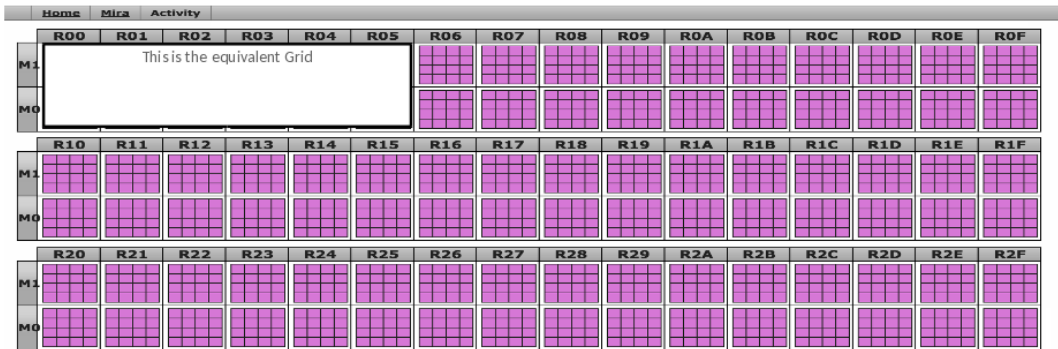 Home Mira Activity
R00 R01 R02 R03 R04 R05 R06 R07 R08 R09 R0A R0B R0C R0D R0E R0F
This is the equivalent Grid
M1
M0
R10 R11 R12 R13 R14 R15 R16 R17 R18 R19 R1A R1B R1C R1D R1E R1F
M1
M0
R20 R21 R22 R23 R24 R25 R26 R27 R28 R29 R2A R2B R2C R2D R2E R2F
M1
M0